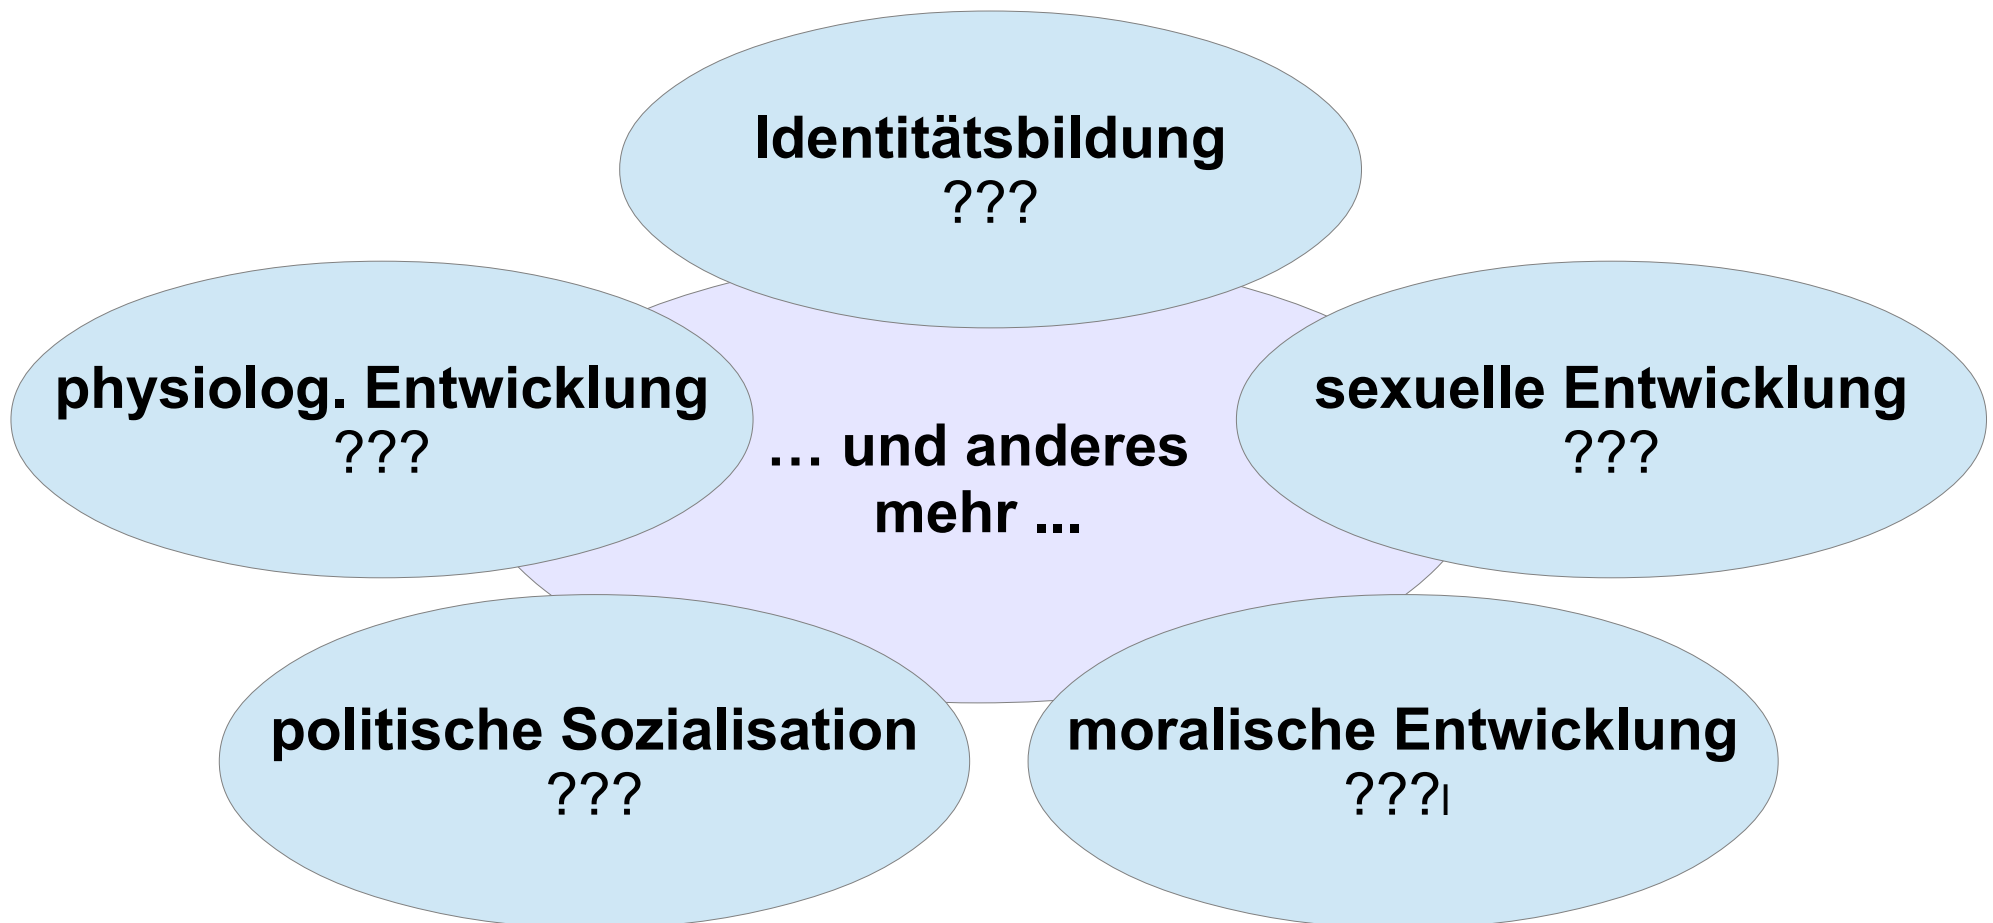 Identitätsbildung
???
physiolog. Entwicklung
???
sexuelle Entwicklung
???
… und anderes
mehr ...
politische Sozialisation
???
moralische Entwicklung
???l